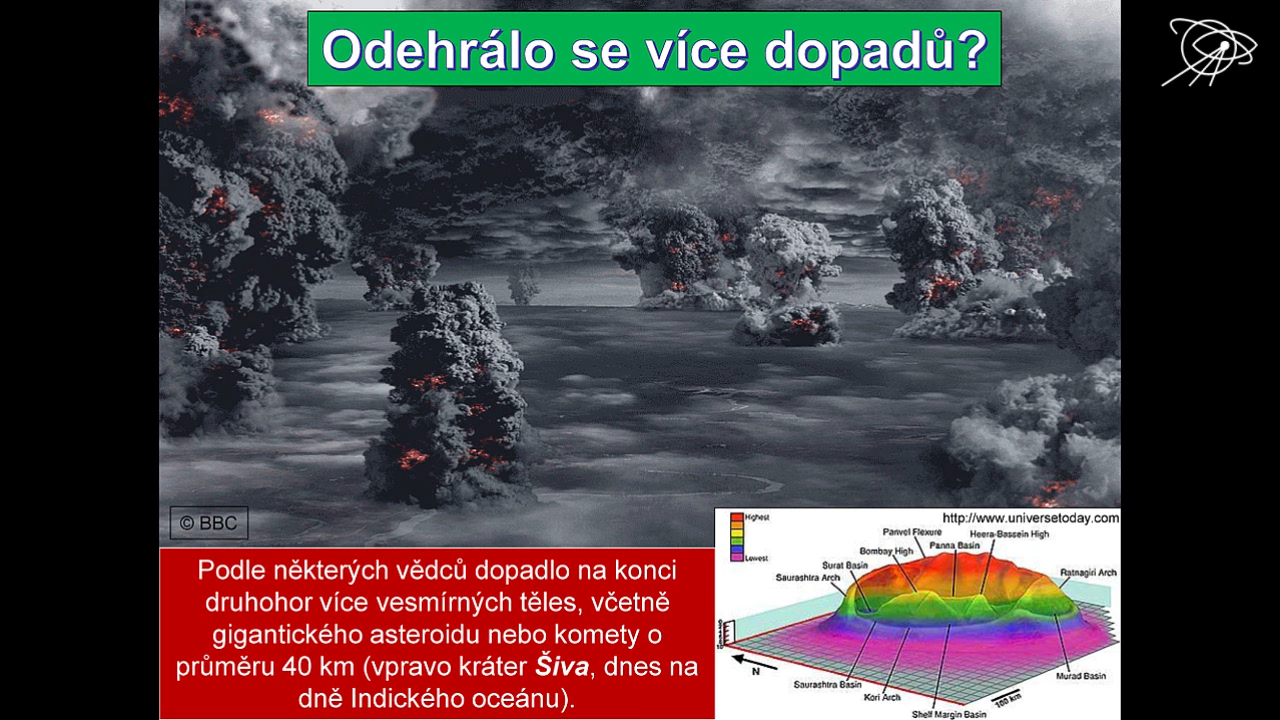 Odehrálo se více dopadů?
© BBC
Podle některých vědců dopadlo na konci
druhohor více vesmírných těles, včetně
gigantického asteroidu nebo komety o
průměru 40 km (vpravo kráter Šiva, dnes na
dně Indického oceánu).
http://www.universetoday.com
Highest
Lowest
Panvel Flexure
Heera-Bassein High
Panna Basin
Bombay High
Surat Basin
Saurashtra Arch
Ratnagiri Arch
N
Saurashtra Basin
Kori Arch
Shelf Margin Basin
100 km
Murad Basin